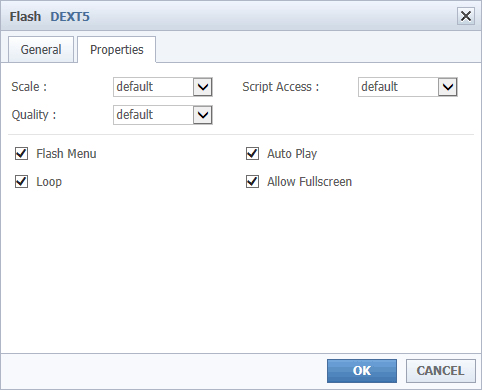 Flash DEXT5
General Properties
Scale : default Script Access : default
Quality : default
Flash Menu Auto Play
Loop Allow Fullscreen
OK CANCEL